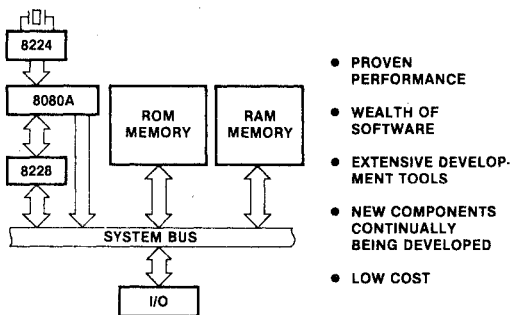 8224
8080A
8228
ROM
MEMORY
RAM
MEMORY
SYSTEM BUS
I/O
● PROVEN
PERFORMANCE
● WEALTH OF
SOFTWARE
● EXTENSIVE DEVELOP-
MENT TOOLS
● NEW COMPONENTS
CONTINUALLY
BEING DEVELOPED
● LOW COST